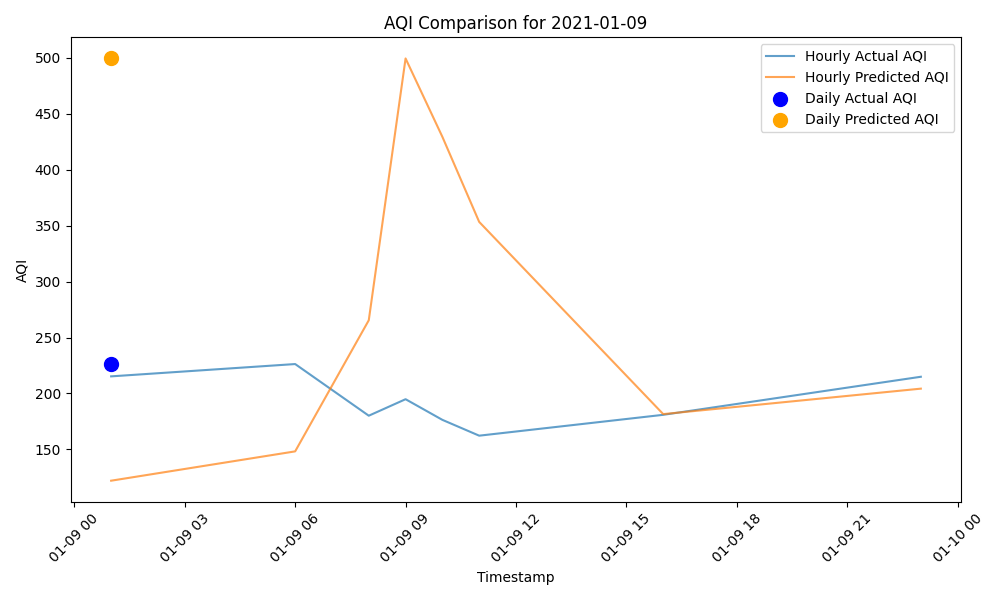 AQI Comparison for 2021-01-09
Hourly Actual AQI
Hourly Predicted AQI
Daily Actual AQI
Daily Predicted AQI
AQI
500
450
400
350
300
250
200
150
01-09 00
01-09 03
01-09 06
01-09 09
01-09 12
01-09 15
01-09 18
01-09 21
01-10 00
Timestamp